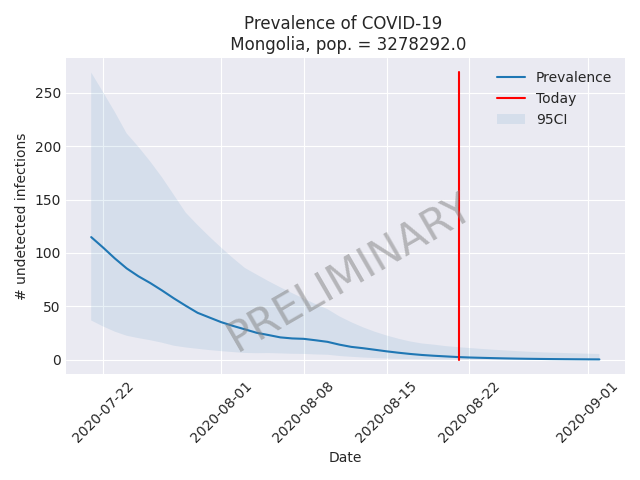 Prevalence of COVID-19
Mongolia, pop. = 3278292.0
# undetected infections
250
200
150
100
50
0
Prevalence
Today
95CI
PRELIMINARY
2020-07-22
2020-08-01
2020-08-08
2020-08-15
2020-08-22
2020-09-01
Date